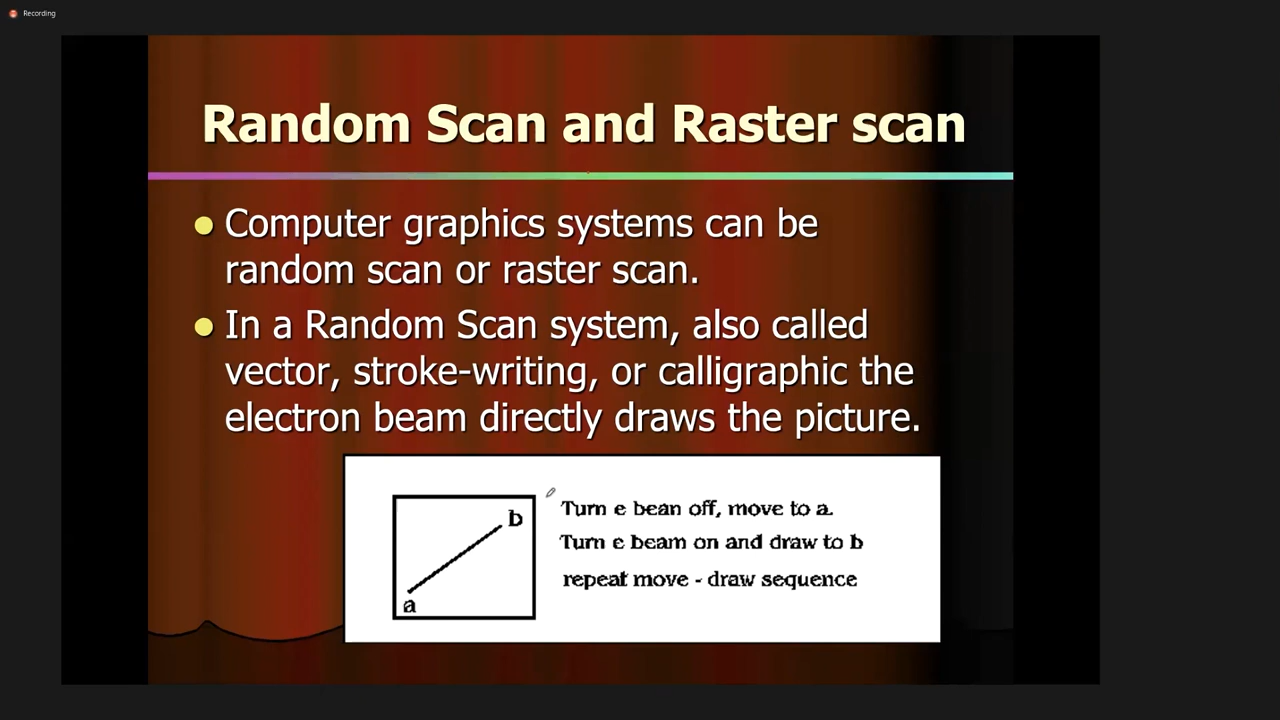 Recording
Random Scan and Raster scan
Computer graphics systems can be
random scan or raster scan.
In a Random Scan system, also called
vector, stroke-writing, or calligraphic the
electron beam directly draws the picture.
b
a
Turn e bean off, move to a.
Turn e beam on and draw to b
repeat move - draw sequence